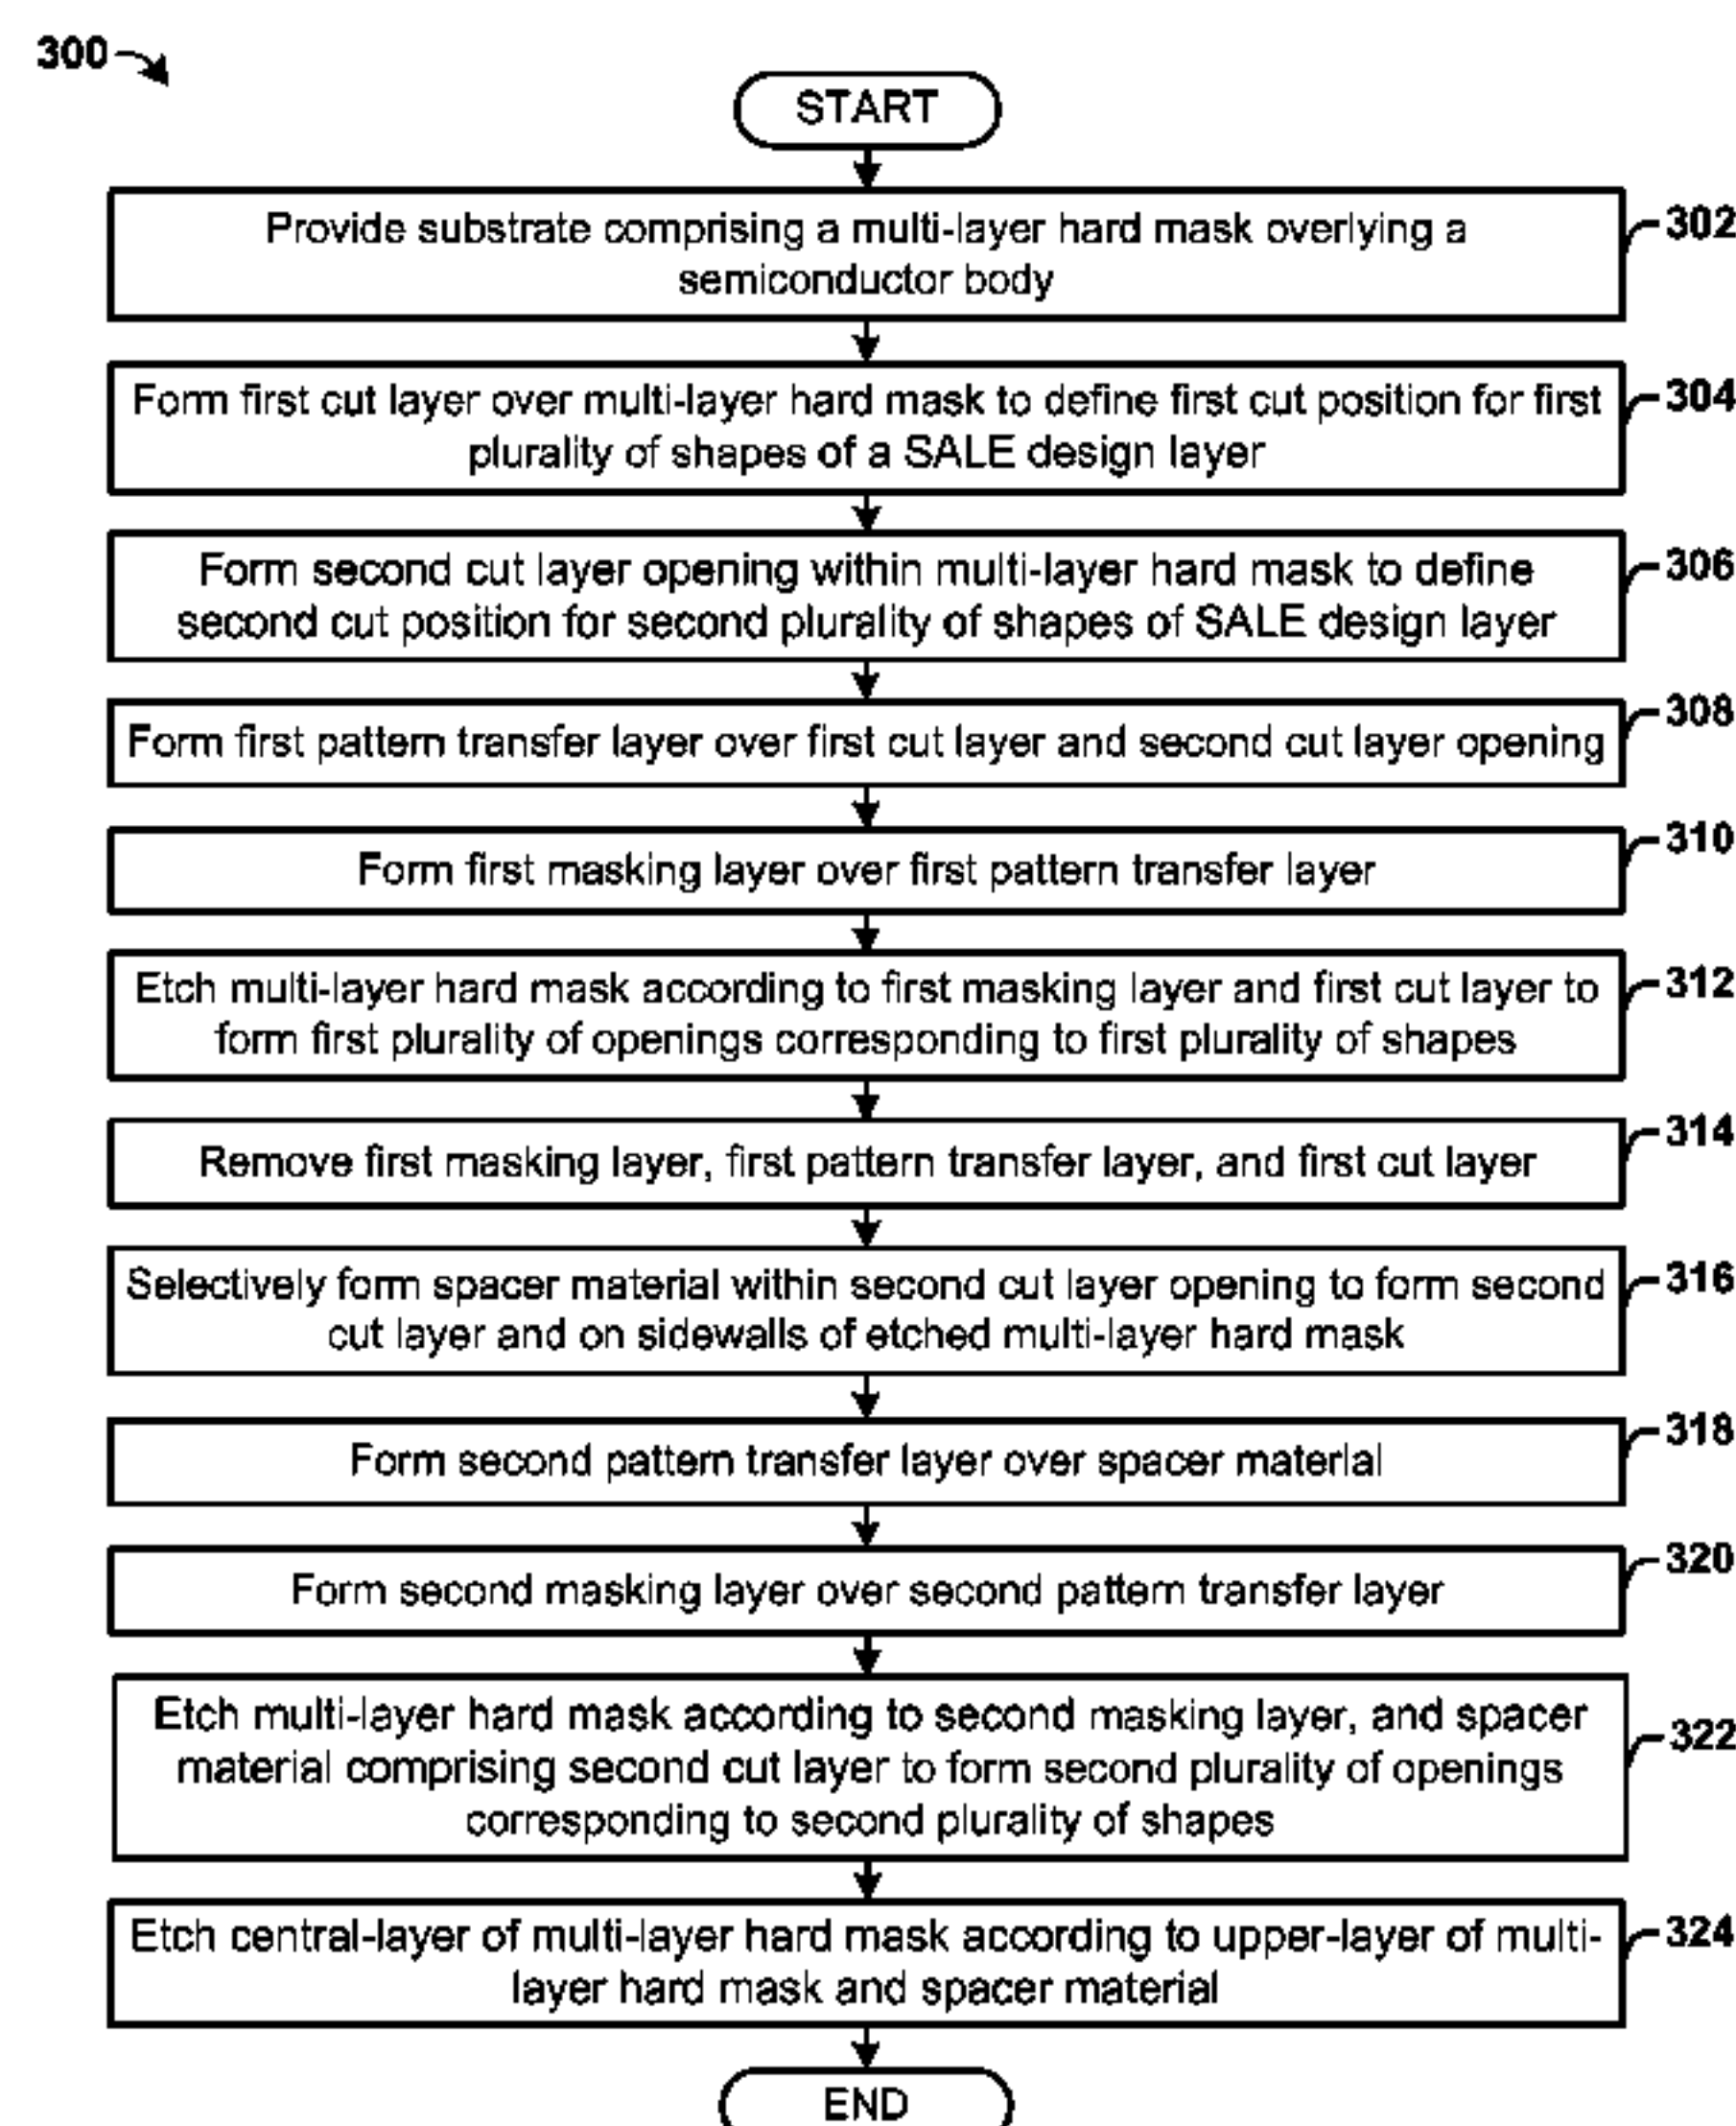 300
START
Provide substrate comprising a multi-layer hard mask overlying a
semiconductor body
302
Form first cut layer over multi-layer hard mask to define first cut position for first
plurality of shapes of a SALE design layer
304
Form second cut layer opening within multi-layer hard mask to define
second cut position for second plurality of shapes of SALE design layer
306
Form first pattern transfer layer over first cut layer and second cut layer opening
308
Form first masking layer over first pattern transfer layer
310
Etch multi-layer hard mask according to first masking layer and first cut layer to
form first plurality of openings corresponding to first plurality of shapes
312
Remove first masking layer, first pattern transfer layer, and first cut layer
314
Selectively form spacer material within second cut layer opening to form second
cut layer and on sidewalls of etched multi-layer hard mask
316
Form second pattern transfer layer over spacer material
318
Form second masking layer over second pattern transfer layer
320
Etch multi-layer hard mask according to second masking layer, and spacer
material comprising second cut layer to form second plurality of openings
corresponding to second plurality of shapes
322
Etch central-layer of multi-layer hard mask according to upper-layer of multi-
layer hard mask and spacer material
324
END